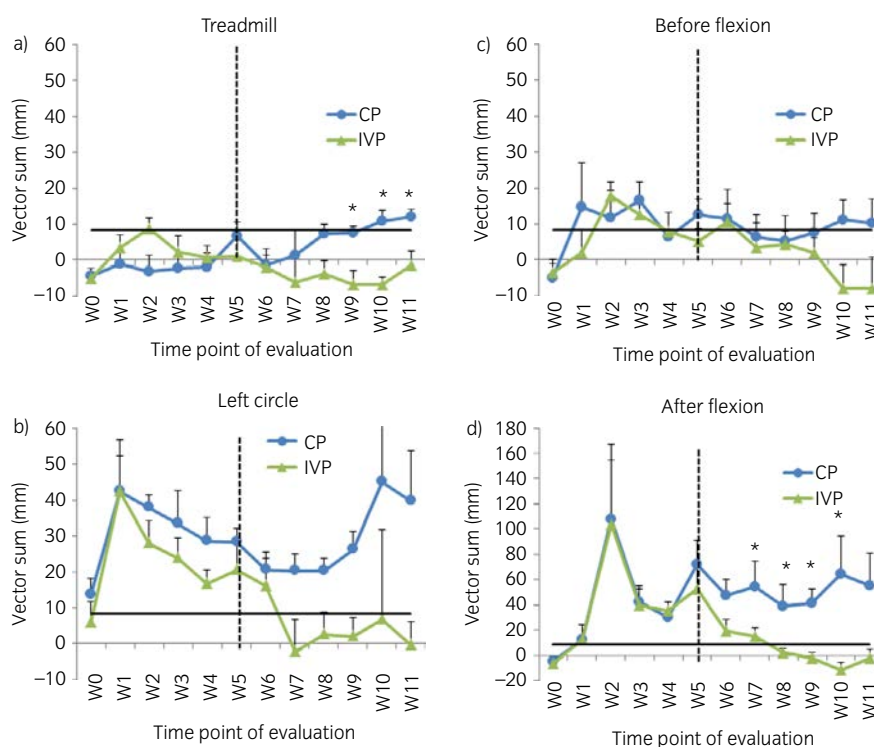 a)
Treadmill
60
50
40
30
20
10
0
–10
Vector sum (mm)
CP
IVP
* * *
W0 W1 W2 W3 W4 W5 W6 W7 W8 W9 W10 W11
Time point of evaluation
c)
Before flexion
60
50
40
30
20
10
0
–10
Vector sum (mm)
CP
IVP
W0 W1 W2 W3 W4 W5 W6 W7 W8 W9 W10 W11
Time point of evaluation
b)
Left circle
60
50
40
30
20
10
0
–10
Vector sum (mm)
CP
IVP
W0 W1 W2 W3 W4 W5 W6 W7 W8 W9 W10 W11
Time point of evaluation
d)
After flexion
180
160
140
120
100
80
60
40
20
0
–20
Vector sum (mm)
CP
IVP
* * * *
W0 W1 W2 W3 W4 W5 W6 W7 W8 W9 W10 W11
Time point of evaluation